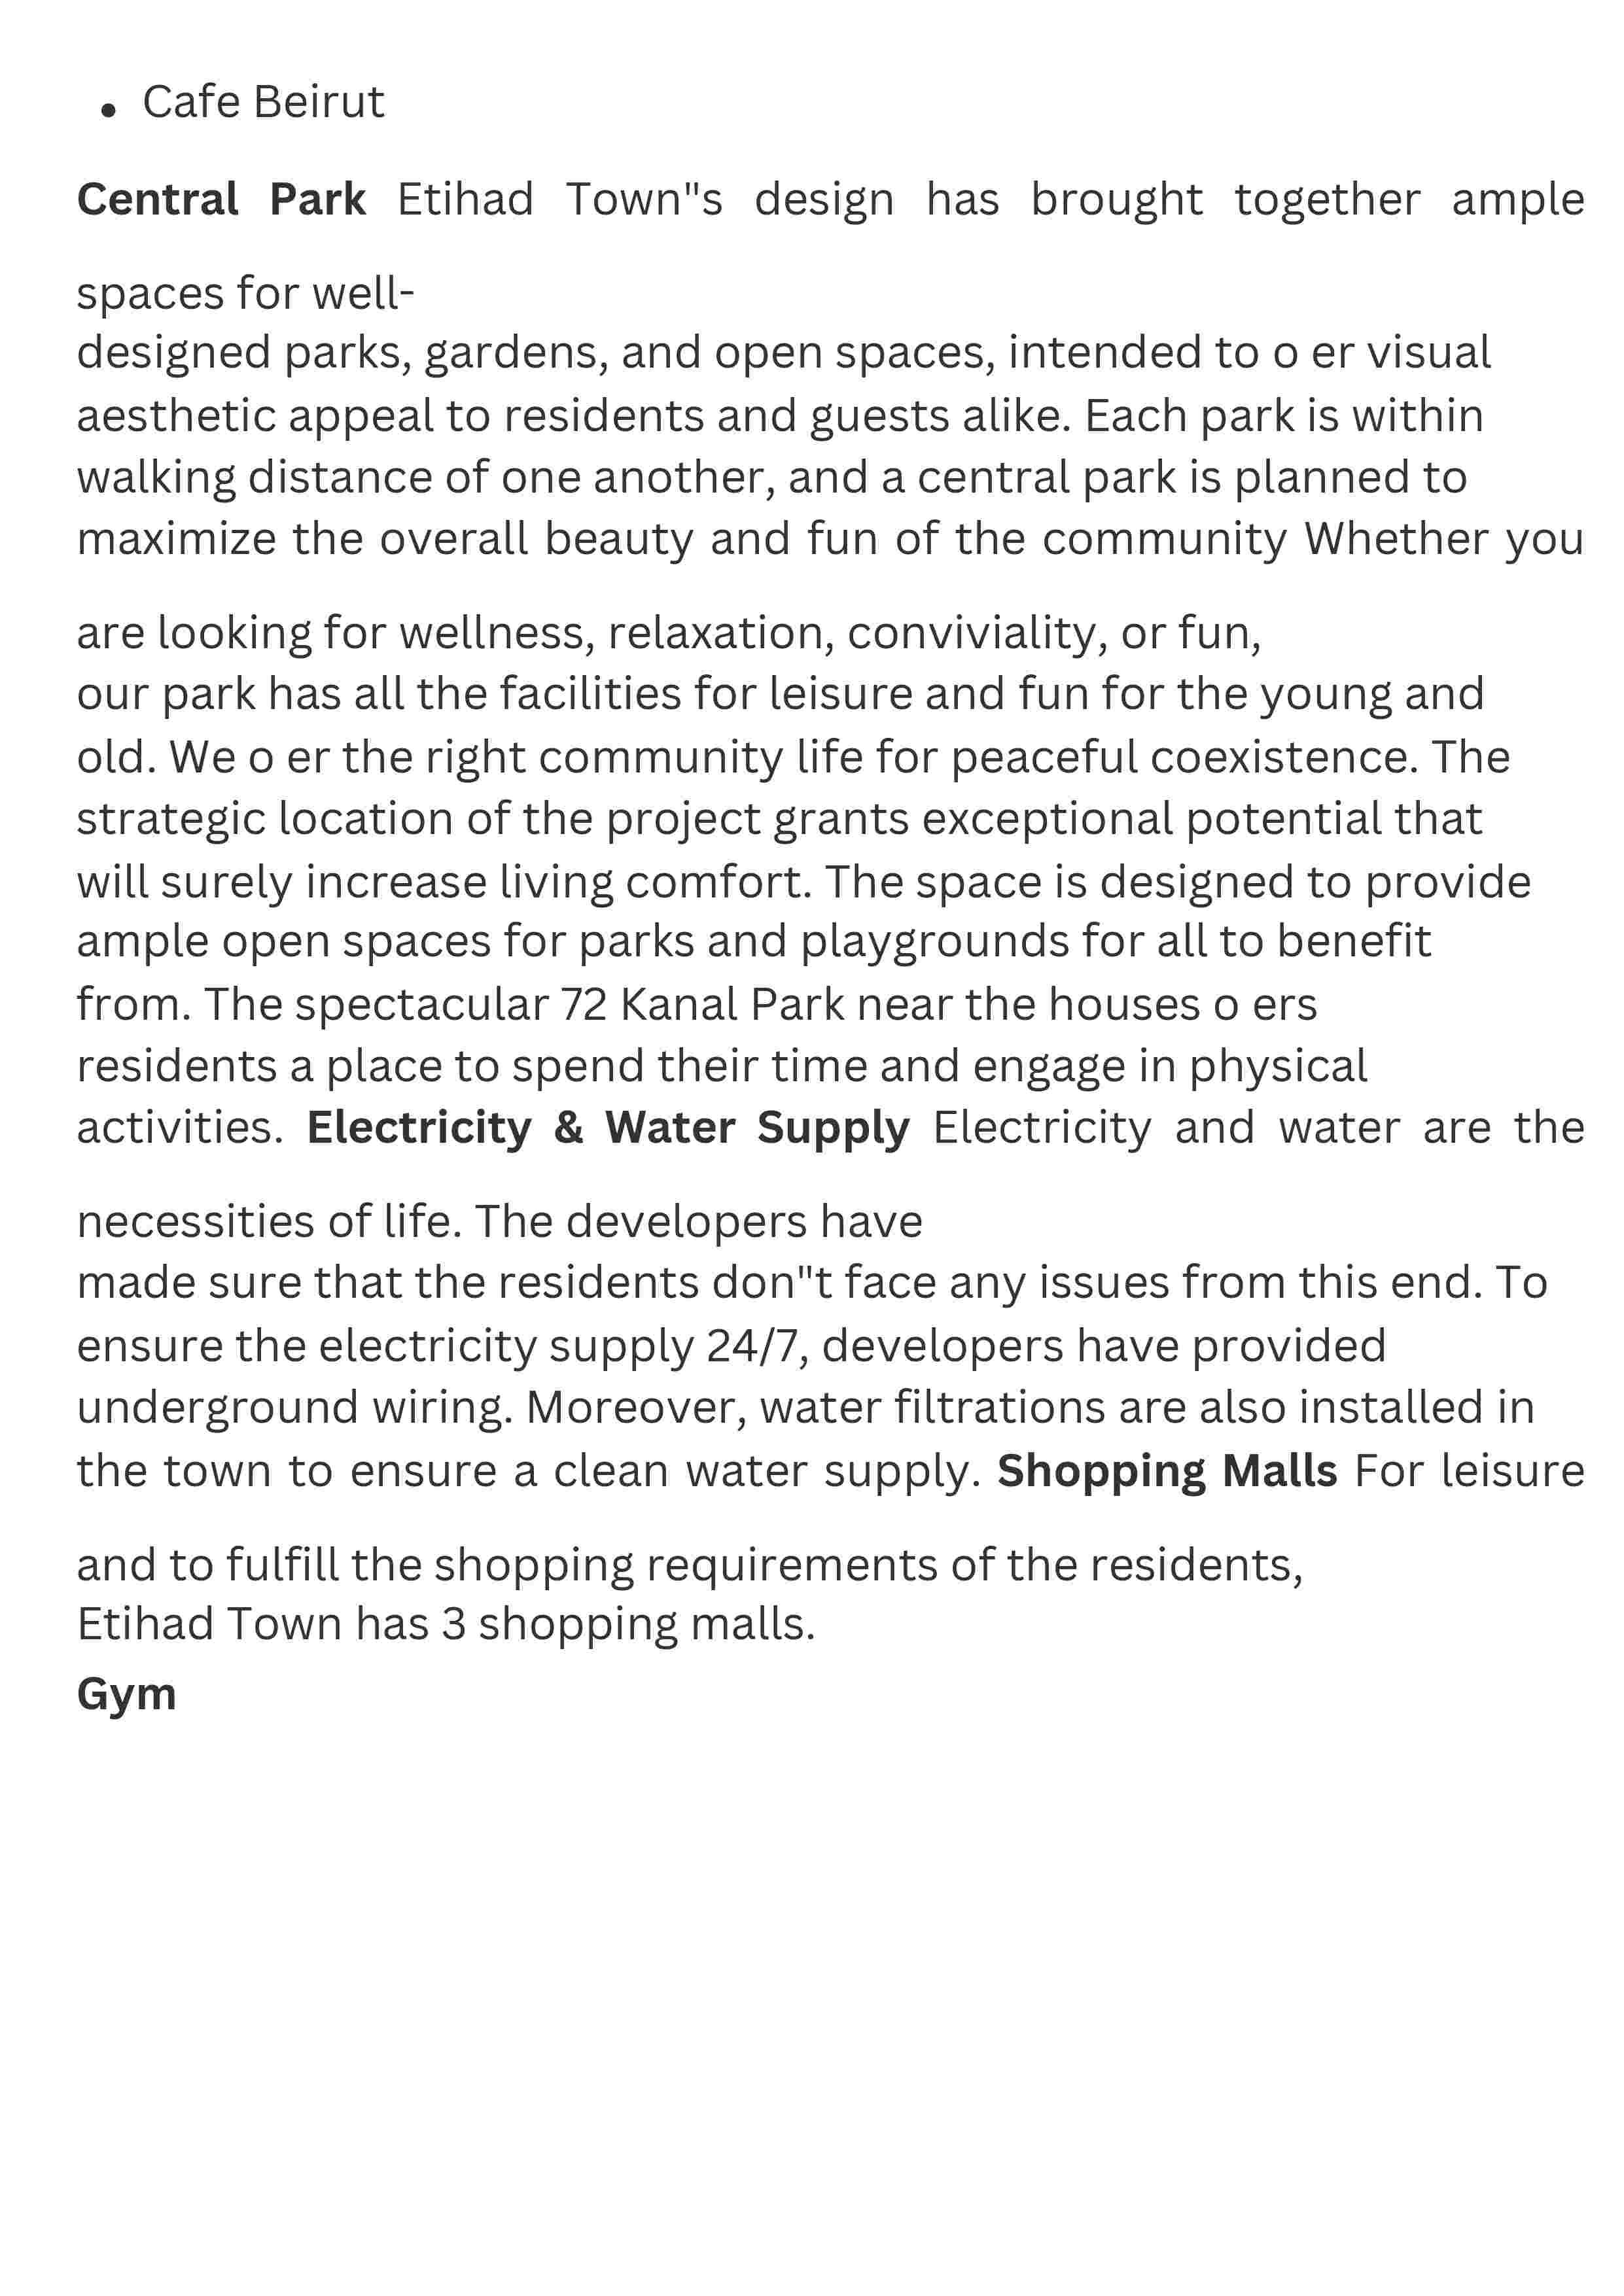 • Cafe Beirut
Central Park Etihad Town"s design has brought together ample
spaces for well-
designed parks, gardens, and open spaces, intended to o er visual
aesthetic appeal to residents and guests alike. Each park is within
walking distance of one another, and a central park is planned to
maximize the overall beauty and fun of the community Whether you
are looking for wellness, relaxation, conviviality, or fun,
our park has all the facilities for leisure and fun for the young and
old. We o er the right community life for peaceful coexistence. The
strategic location of the project grants exceptional potential that
will surely increase living comfort. The space is designed to provide
ample open spaces for parks and playgrounds for all to benefit
from. The spectacular 72 Kanal Park near the houses o ers
residents a place to spend their time and engage in physical
activities. Electricity & Water Supply Electricity and water are the
necessities of life. The developers have
made sure that the residents don"t face any issues from this end. To
ensure the electricity supply 24/7, developers have provided
underground wiring. Moreover, water filtrations are also installed in
the town to ensure a clean water supply. Shopping Malls For leisure
and to fulfill the shopping requirements of the residents,
Etihad Town has 3 shopping malls.
Gym